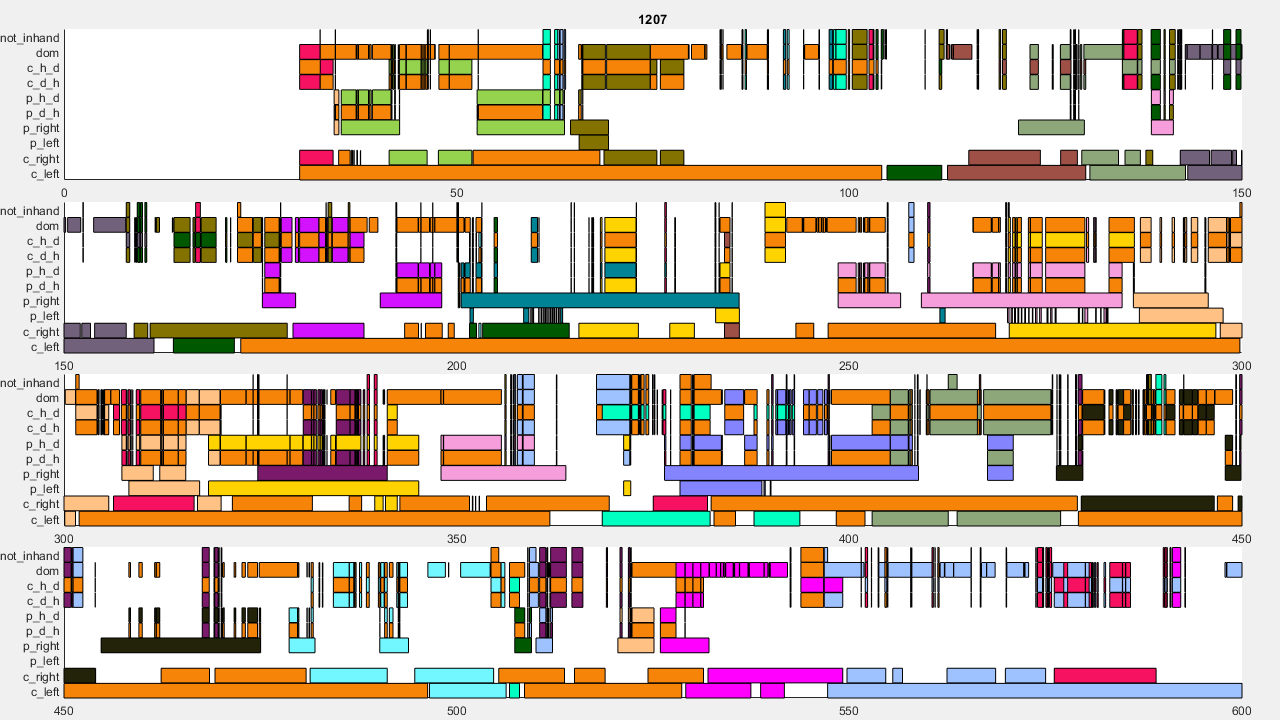 1207
not_inhand
dom
c_h_d
c_d_h
p_h_d
p_d_h
p_right
p_left
c_right
c_left
0 50 100 150
not_inhand
dom
c_h_d
c_d_h
p_h_d
p_d_h
p_right
p_left
c_right
c_left
150 200 250 300
not_inhand
dom
c_h_d
c_d_h
p_h_d
p_d_h
p_right
p_left
c_right
c_left
300 350 400 450
not_inhand
dom
c_h_d
c_d_h
p_h_d
p_d_h
p_right
p_left
c_right
c_left
450 500 550 600